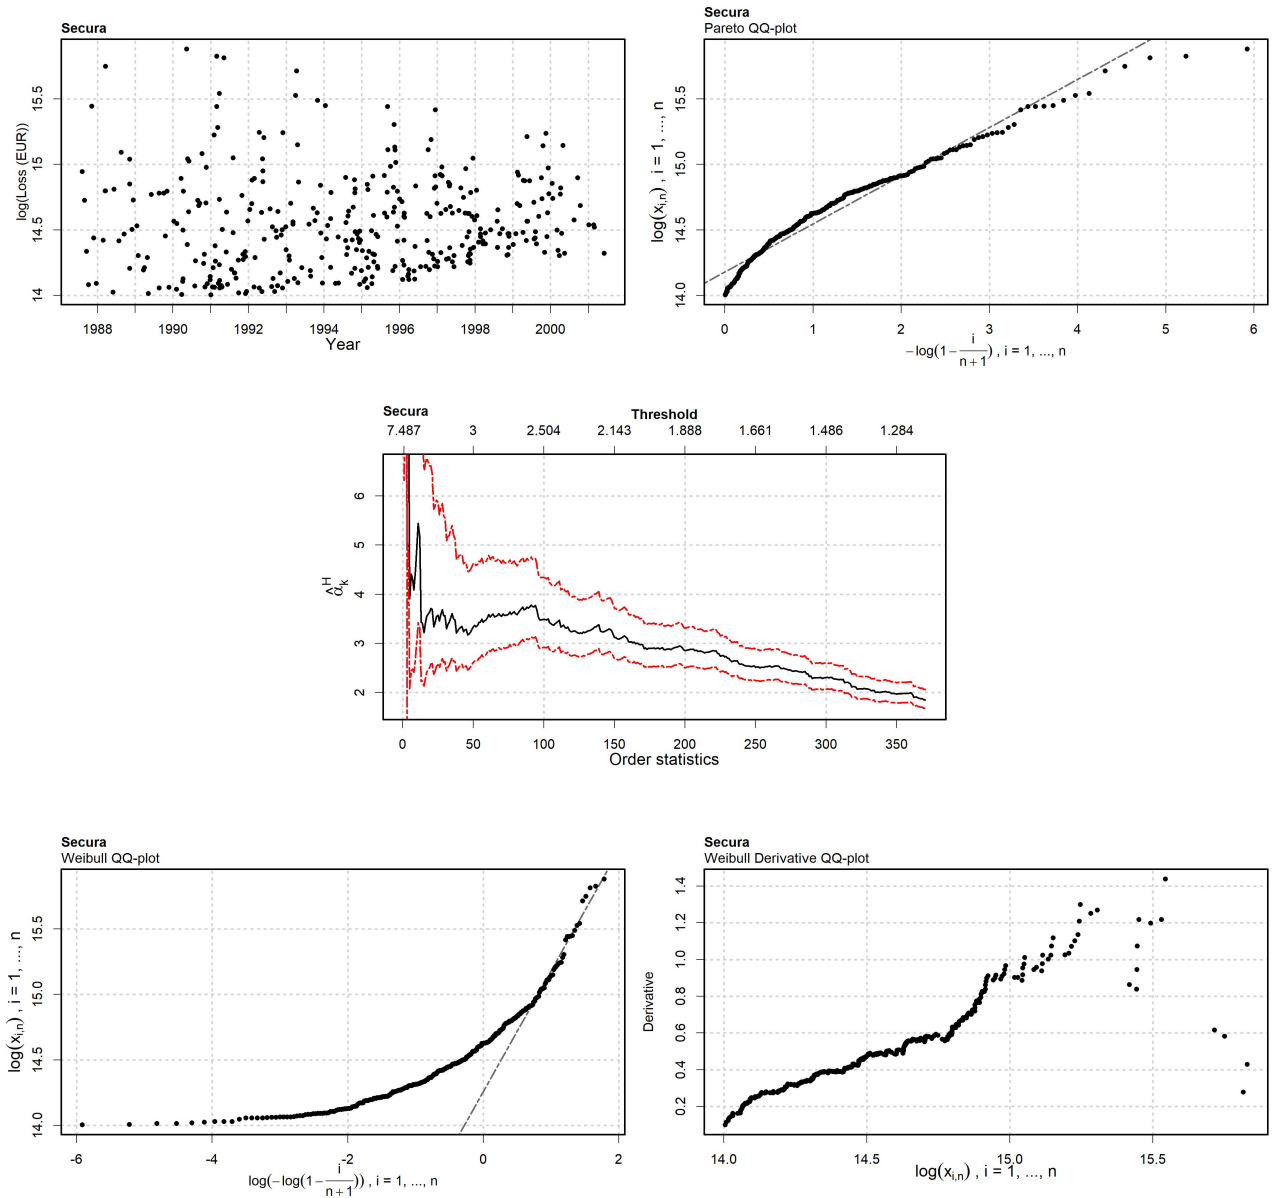 Secura
log(Loss (EUR))
14
14.5
15
15.5
1988 1990 1992 1994 1996 1998 2000
Year
Secura
Pareto QQ-plot
log(x_{i,n}) , i = 1, ..., n
14.0
14.5
15.0
15.5
0 1 2 3 4 5 6
−log(1−\frac{i}{n+1}) , i = 1, ..., n
Secura
Threshold
7.487 3 2.504 2.143 1.888 1.661 1.486 1.284
\hat{α}_k^H
6
5
4
3
2
0 50 100 150 200 250 300 350
Order statistics
Secura
Weibull QQ-plot
log(x_{i,n}) , i = 1, ..., n
14.0
14.5
15.0
15.5
-6 -4 -2 0 2
log(−log(1−\frac{i}{n+1})) , i = 1, ..., n
Secura
Weibull Derivative QQ-plot
Derivative
0.2
0.4
0.6
0.8
1.0
1.2
1.4
14.0 14.5 15.0 15.5
log(x_{i,n}) , i = 1, ..., n